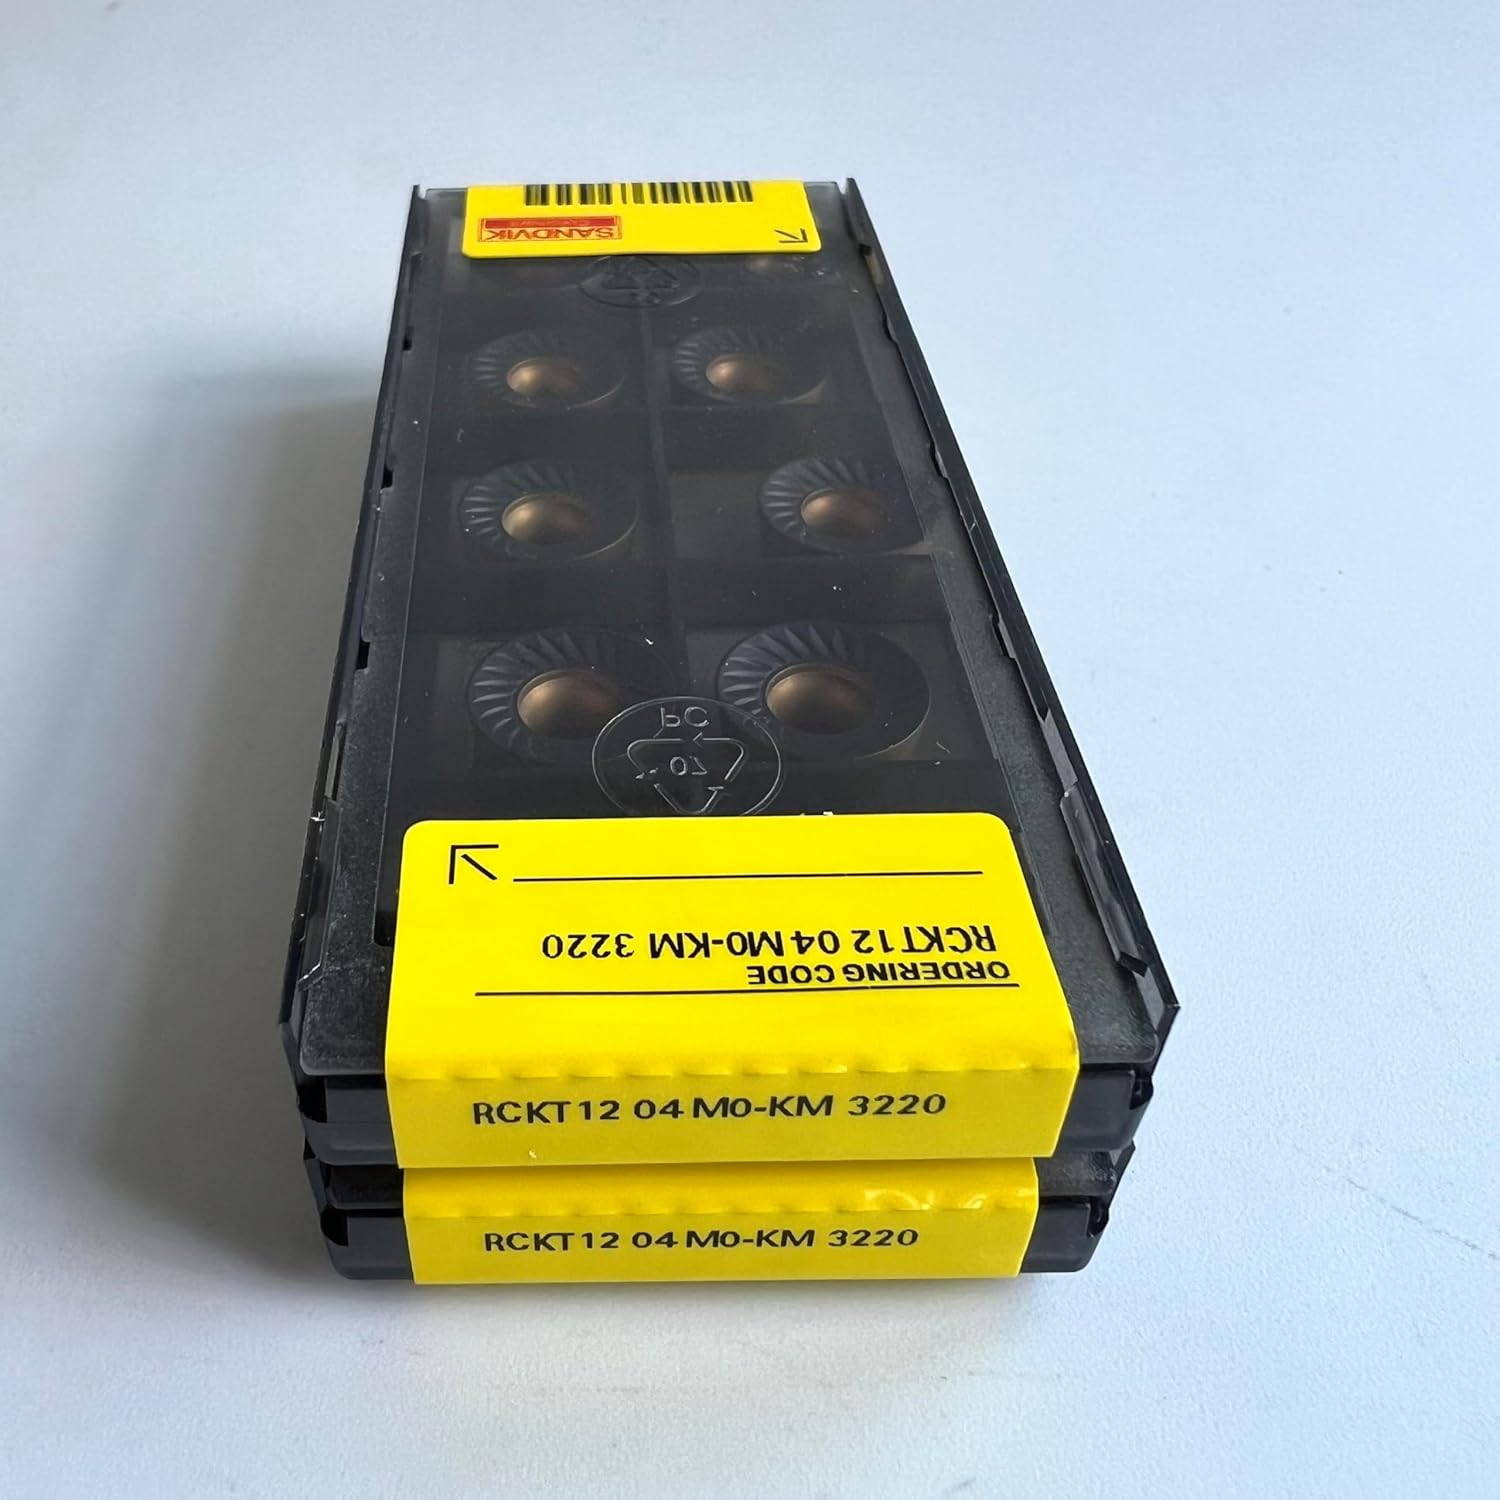 SANDVIK
PC
07
ORDERING CODE
RCKT 12 04 M0-KM 3220
RCKT 12 04 M0-KM 3220
RCKT 12 04 M0-KM 3220